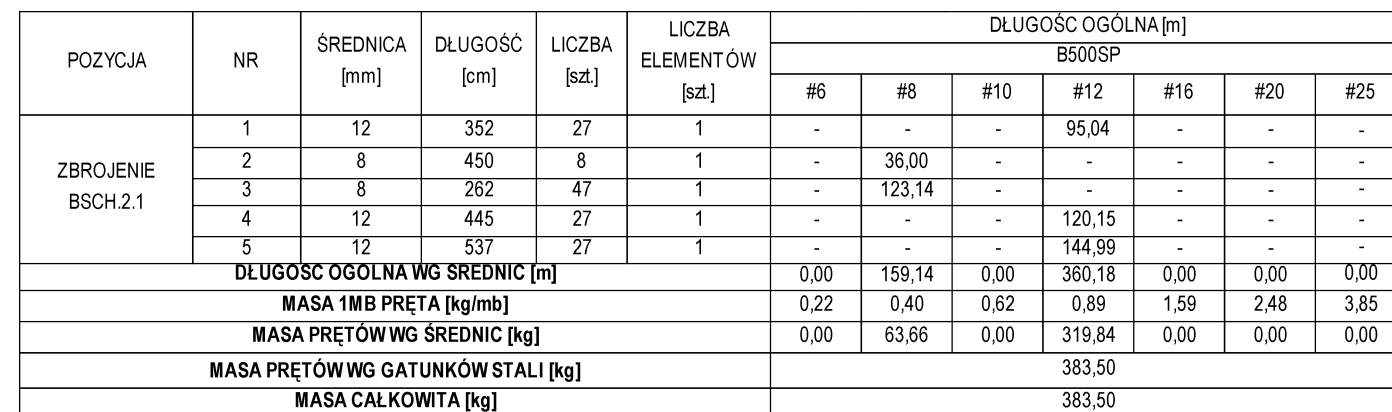 POZYCJA NR ŚREDNICA [mm] DŁUGOŚĆ [cm] LICZBA [szt.] LICZBA ELEMENTÓW [szt.] DŁUGOŚC OGÓLNA [m]
B500SP
#6 #8 #10 #12 #16 #20 #25
ZBROJENIE BSCH.2.1
1 12 352 27 1 - - - 95,04 - - -
2 8 450 8 1 - 36,00 - - - - -
3 8 262 47 1 - 123,14 - - - - -
4 12 445 27 1 - - - 120,15 - - -
5 12 537 27 1 - - - 144,99 - - -
DŁUGOSC OGOLNA WG SREDNIC [m] 0,00 159,14 0,00 360,18 0,00 0,00 0,00
MASA 1MB PRĘTA [kg/mb] 0,22 0,40 0,62 0,89 1,59 2,48 3,85
MASA PRĘTÓW WG ŚREDNIC [kg] 0,00 63,66 0,00 319,84 0,00 0,00 0,00
MASA PRĘTÓW WG GATUNKÓW STALI [kg] 383,50
MASA CAŁKOWITA [kg] 383,50